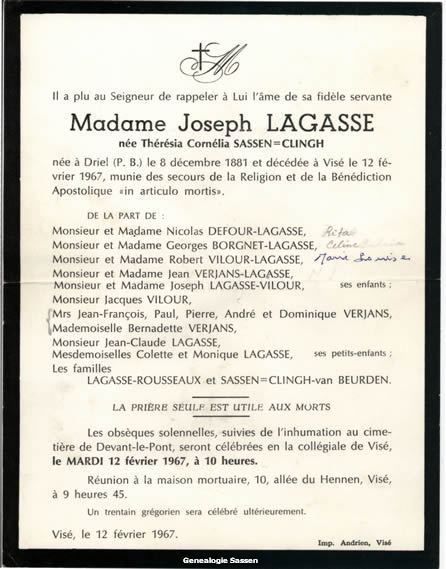 Il a plu au Seigneur de rappeler à Lui l'âme de sa fidèle servante
Madame Joseph LAGASSE
née Thérésia Cornélia SASSEN=CLINGH
née à Driel (P. B.) le 8 décembre 1881 et décédée à Visé le 12 fé-
vrier 1967, munie des secours de la Religion et de la Bénédiction
Apostolique «in articulo mortis».
DE LA PART DE :
Monsieur et Madame Nicolas DEFOUR-LAGASSE, Rita
Monsieur et Madame Georges BORGNET-LAGASSE, Celine
Monsieur et Madame Robert VILOUR-LAGASSE, Marie Louise
Monsieur et Madame Jean VERJANS-LAGASSE,
Monsieur et Madame Joseph LAGASSE-VILOUR, ses enfants ;
Monsieur Jacques VILOUR,
Mrs Jean-François, Paul, Pierre, André et Dominique VERJANS,
Mademoiselle Bernadette VERJANS,
Monsieur Jean-Claude LAGASSE,
Mesdemoiselles Colette et Monique LAGASSE, ses petits-enfants ;
Les familles
LAGASSE-ROUSSEAUX et SASSEN=CLINGH-van BEURDEN.
LA PRIÈRE SEULE EST UTILE AUX MORTS
Les obsèques solennelles, suivies de l'inhumation au cime-
tière de Devant-le-Pont, seront célébrées en la collégiale de Visé,
le MARDI 12 février 1967, à 10 heures.
Réunion à la maison mortuaire, 10, allée du Hennen, Visé,
à 9 heures 45.
Un trentain grégorien sera célébré ultérieurement.
Visé, le 12 février 1967.
Imp. Andrien, Visé
Genealogie Sassen